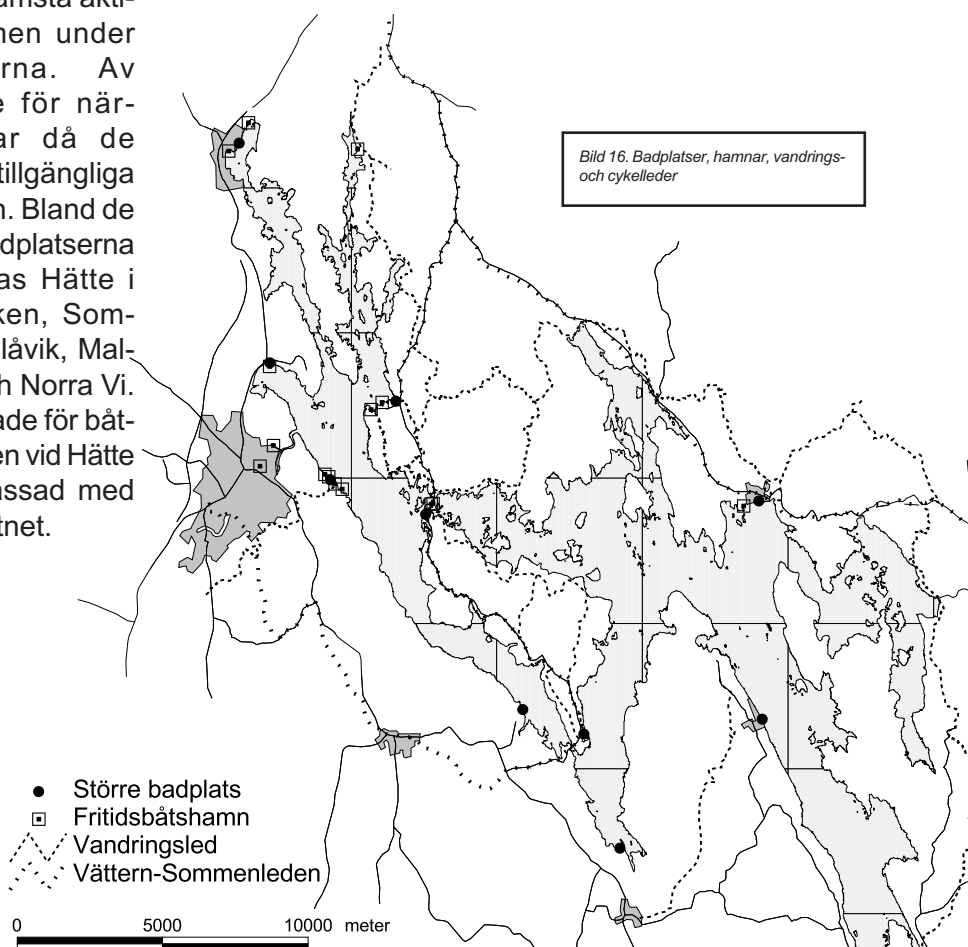 akti-
nen under
rna. Av
e för när-
ar då de
tillgängliga
n. Bland de
dplatserna
as Hätte i
ken, Som-
låvik, Mal-
h Norra Vi.
ade för båt-
en vid Hätte
assad med
tnet.
Bild 16. Badplatser, hamnar, vandrings-
och cykelleder
Större badplats
Fritidsbåtshamn
Vandringsled
Vättern-Sommenleden
0 5000 10000 meter